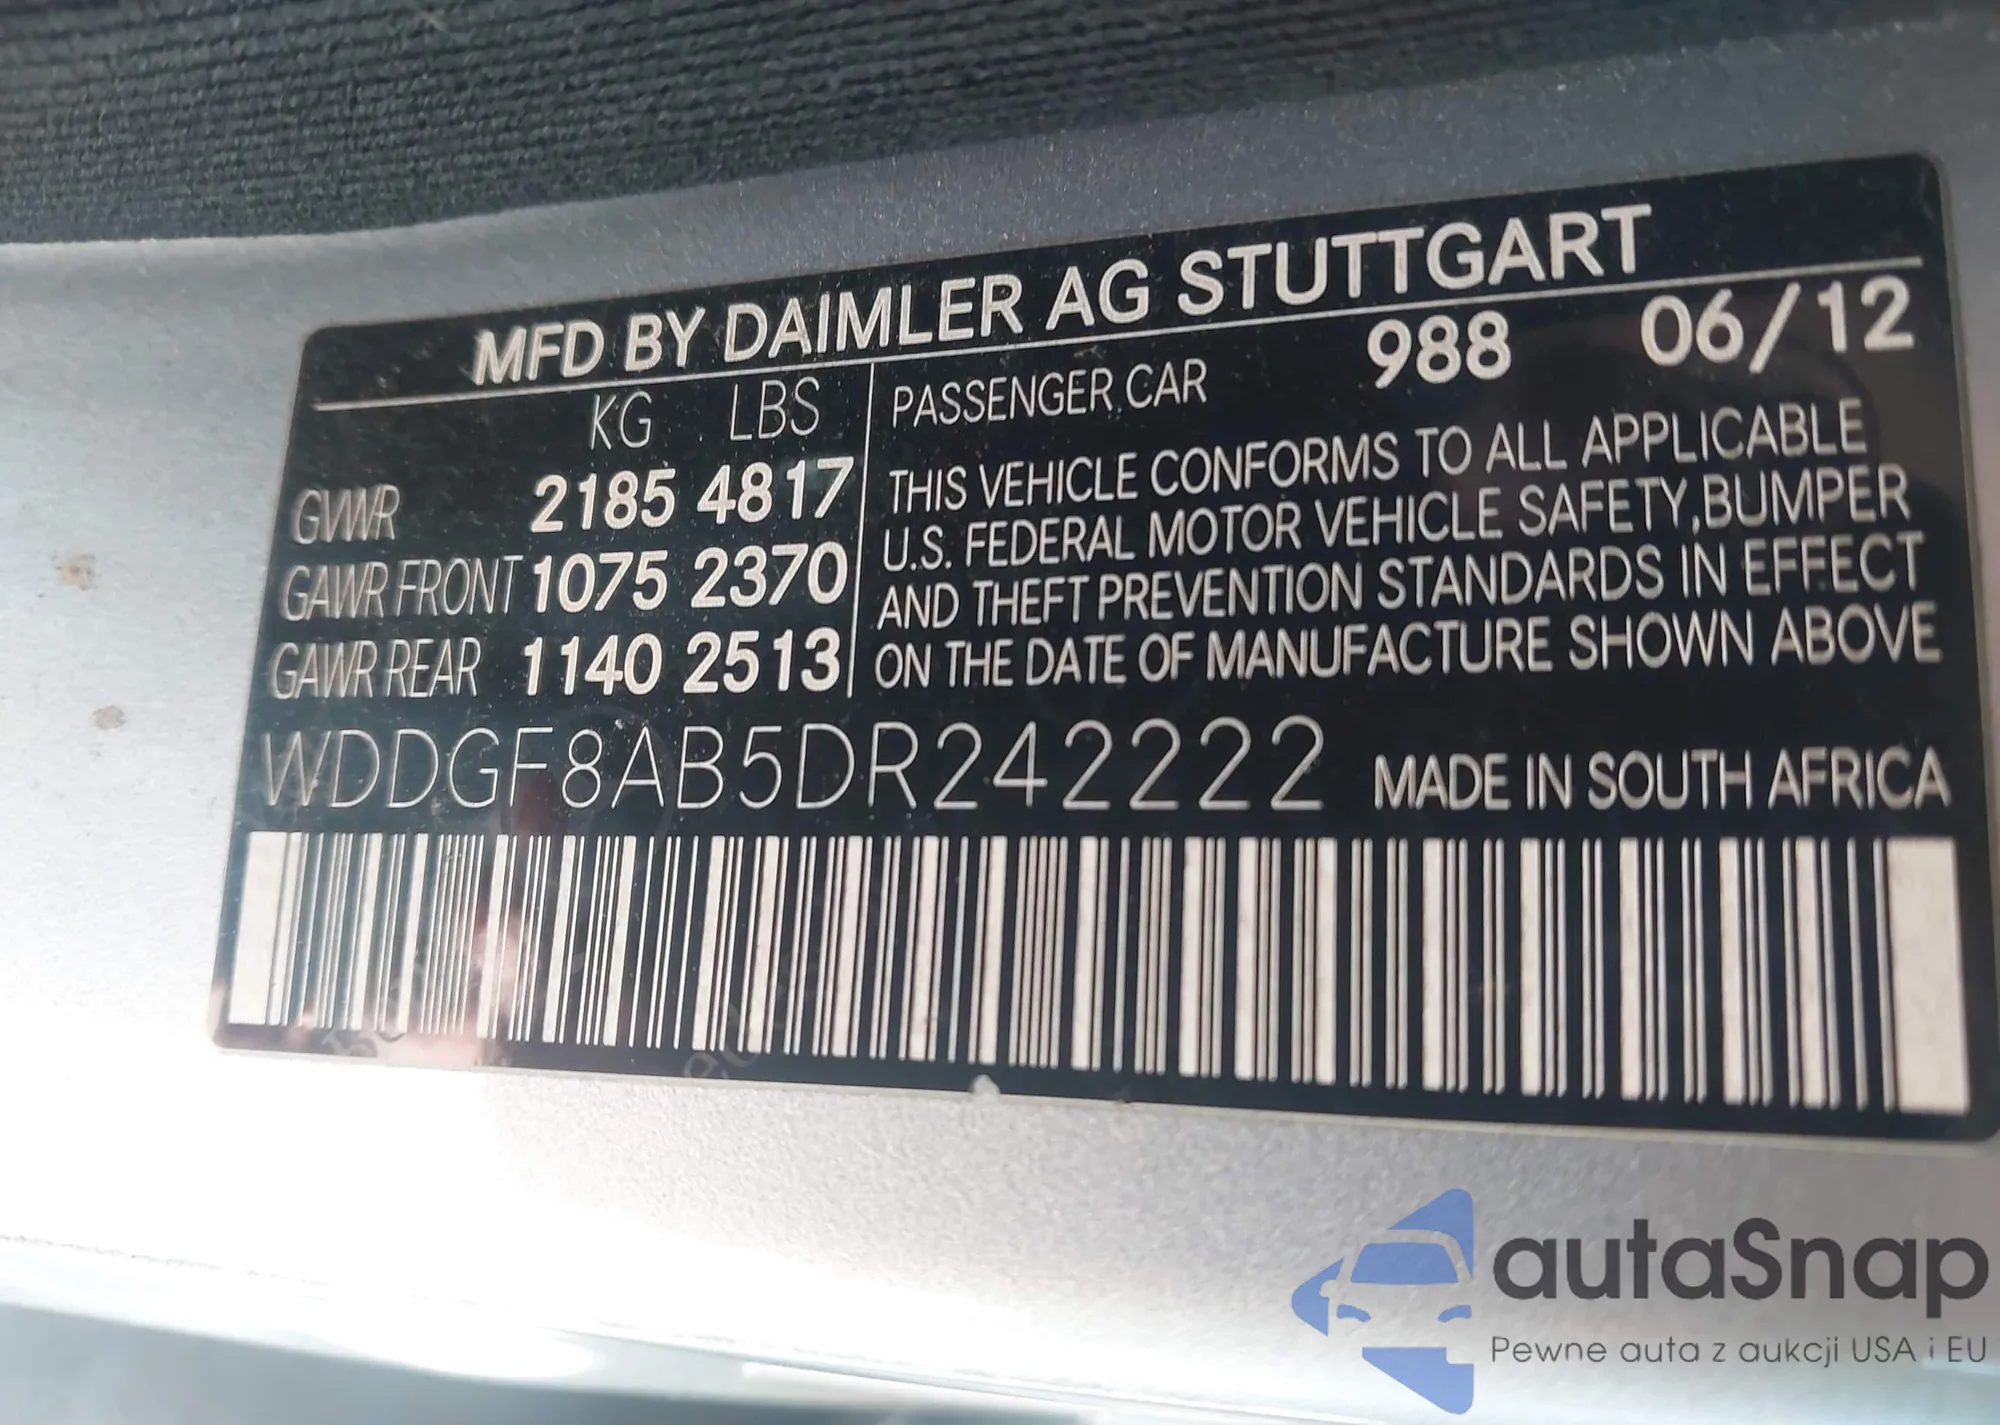 MFD BY DAIMLER AG STUTTGART
KG LBS
GVWR 2185 4817
GAWR FRONT 1075 2370
GAWR REAR 1140 2513
PASSENGER CAR 988 06/12
THIS VEHICLE CONFORMS TO ALL APPLICABLE
U.S. FEDERAL MOTOR VEHICLE SAFETY,BUMPER
AND THEFT PREVENTION STANDARDS IN EFFECT
ON THE DATE OF MANUFACTURE SHOWN ABOVE
WDDGF8AB5DR242222 MADE IN SOUTH AFRICA
autaSnap
Pewne auta z aukcji USA i EU